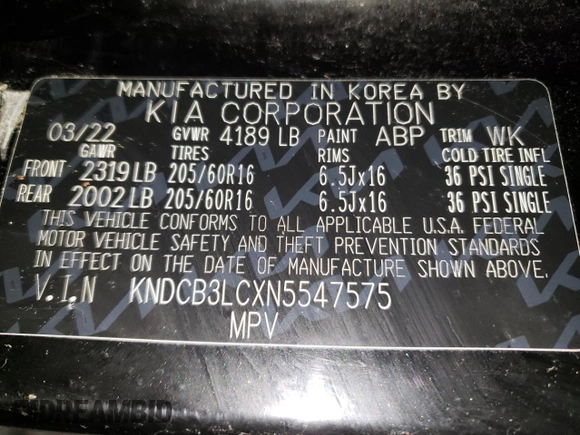 MANUFACTURED IN KOREA BY
KIA CORPORATION
03/22 GVWR 4189 LB PAINT ABP TRIM WK
GAWR TIRES RIMS COLD TIRE INFL
FRONT 2319 LB 205/60R16 6.5Jx16 36 PSI SINGLE
REAR 2002 LB 205/60R16 6.5Jx16 36 PSI SINGLE
THIS VEHICLE CONFORMS TO ALL APPLICABLE U.S.A. FEDERAL
MOTOR VEHICLE SAFETY AND THEFT PREVENTION STANDARDS
IN EFFECT ON THE DATE OF MANUFACTURE SHOWN ABOVE.
V.I.N KNDCB3LCXN5547575
MPV
DREAMBID